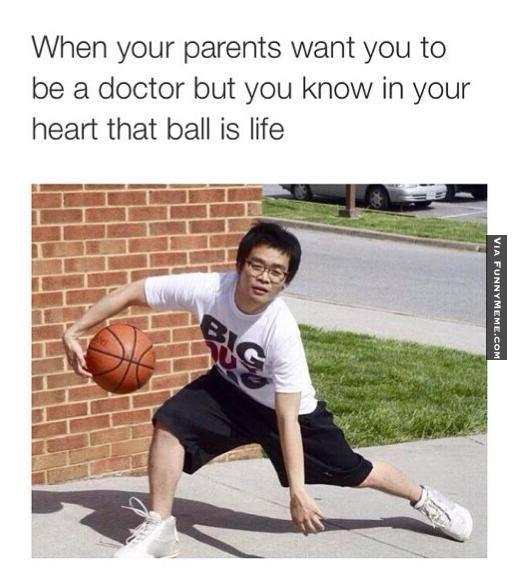 When your parents want you to
be a doctor but you know in your
heart that ball is life
VIA FUNNYMEME.COM
BIG